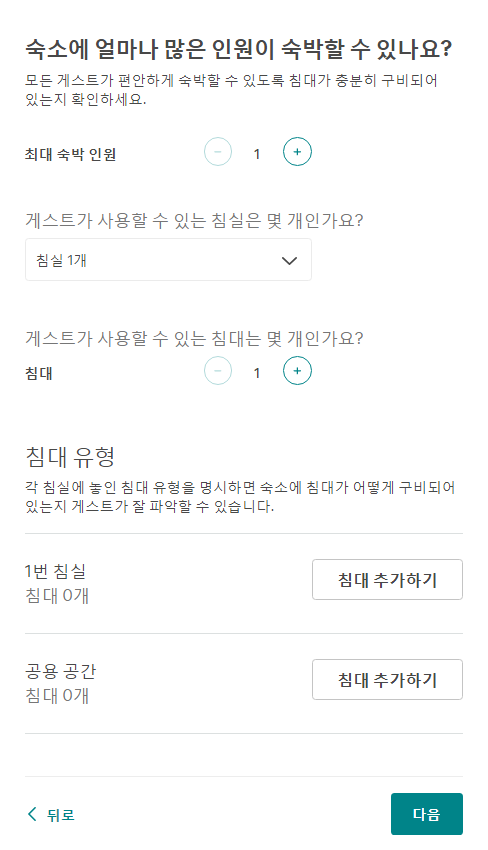 숙소에 얼마나 많은 인원이 숙박할 수 있나요?
모든 게스트가 편안하게 숙박할 수 있도록 침대가 충분히 구비되어
있는지 확인하세요.
최대 숙박 인원 − 1 +
게스트가 사용할 수 있는 침실은 몇 개인가요?
침실 1개
게스트가 사용할 수 있는 침대는 몇 개인가요?
침대 − 1 +
침대 유형
각 침실에 놓인 침대 유형을 명시하면 숙소에 침대가 어떻게 구비되어
있는지 게스트가 잘 파악할 수 있습니다.
1번 침실
침대 0개
침대 추가하기
공용 공간
침대 0개
침대 추가하기
뒤로
다음